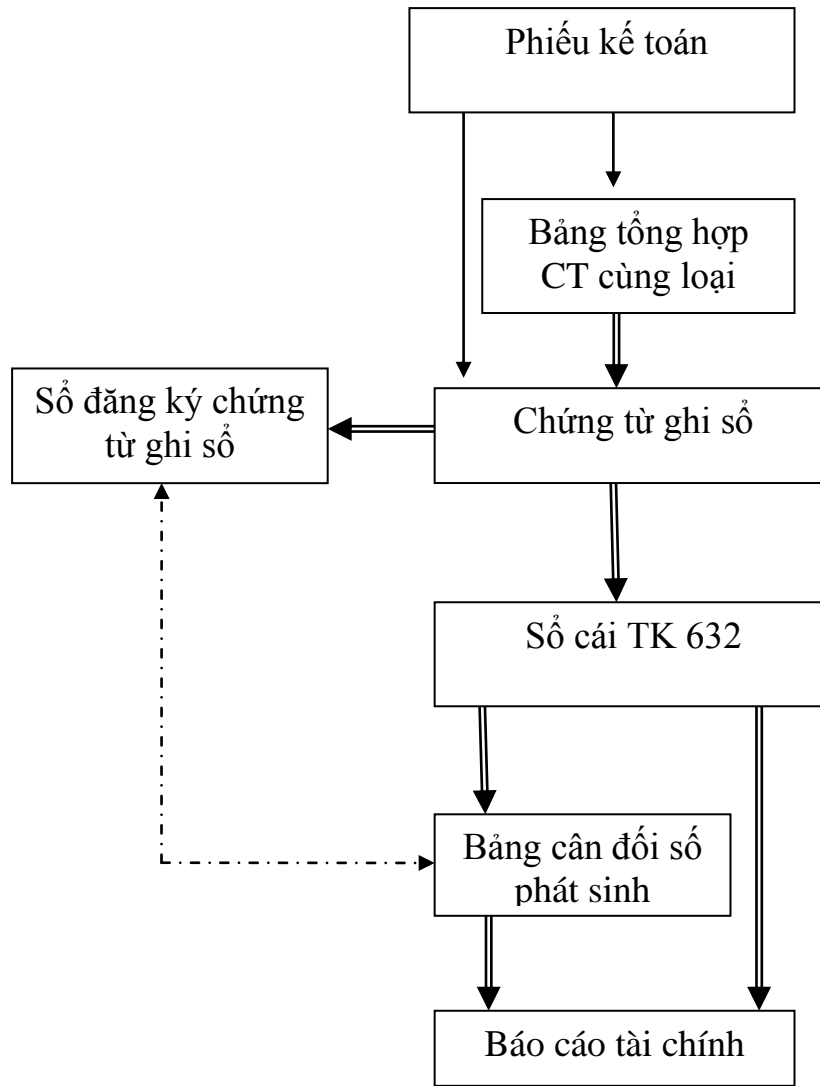 Phiếu kế toán
Bảng tổng hợp
CT cùng loại
Sổ đăng ký chứng
từ ghi sổ
Chứng từ ghi sổ
Sổ cái TK 632
Bảng cân đối số
phát sinh
Báo cáo tài chính